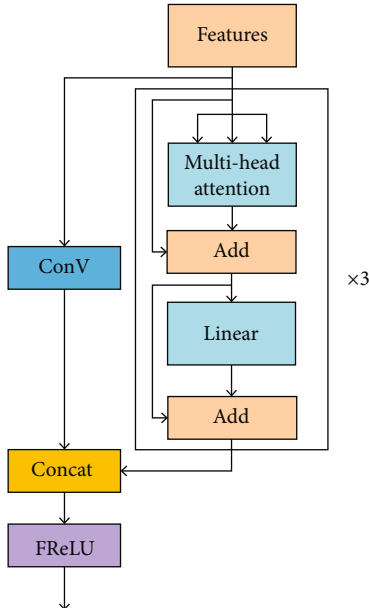 Features
Multi-head
attention
Add
ConV
×3
Linear
Add
Concat
FReLU